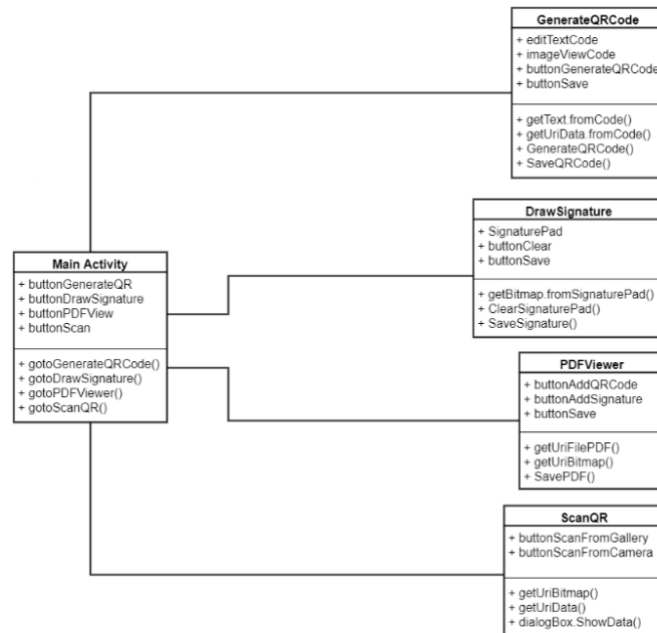 GenerateQRCode
+ editTextCode
+ imageViewCode
+ buttonGenerateQRCode
+ buttonSave
+ getText.fromCode()
+ getUriData.fromCode()
+ GenerateQRCode()
+ SaveQRCode()
DrawSignature
+ SignaturePad
+ buttonClear
+ buttonSave
+ getBitmap.fromSignaturePad()
+ ClearSignaturePad()
+ SaveSignature()
Main Activity
+ buttonGenerateQR
+ buttonDrawSignature
+ buttonPDFView
+ buttonScan
+ gotoGenerateQRCode()
+ gotoDrawSignature()
+ gotoPDFViewer()
+ gotoScanQR()
PDFViewer
+ buttonAddQRCode
+ buttonAddSignature
+ buttonSave
+ getUriFilePDF()
+ getUriBitmap()
+ SavePDF()
ScanQR
+ buttonScanFromGallery
+ buttonScanFromCamera
+ getUriBitmap()
+ getUriData()
+ dialogBox.ShowData()